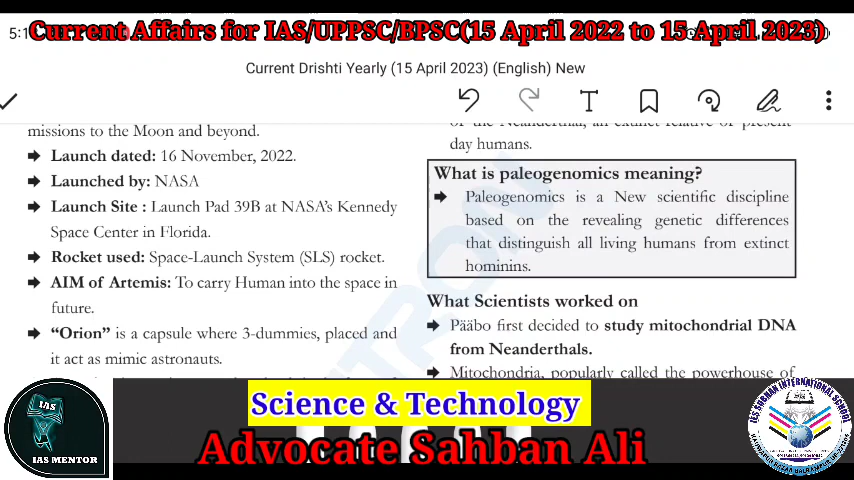 Current Affairs for IAS/UPPSC/BPSC(15 April 2022 to 15 April 2023)
5:1
Current Drishti Yearly (15 April 2023) (English) New
missions to the Moon and beyond.
Launch dated: 16 November, 2022.
Launched by: NASA
Launch Site : Launch Pad 39B at NASA's Kennedy
Space Center in Florida.
Rocket used: Space-Launch System (SLS) rocket.
AIM of Artemis: To carry Human into the space in
future.
"Orion" is a capsule where 3-dummies, placed and
it act as mimic astronauts.
of the Neanderthal, an extinct relative of present
day humans.
What is paleogenomics meaning?
Paleogenomics is a New scientific discipline
based on the revealing genetic differences
that distinguish all living humans from extinct
hominins.
What Scientists worked on
Pääbo first decided to study mitochondrial DNA
from Neanderthals.
Mitochondria, popularly called the powerhouse of
Science & Technology
Advocate Sahban Ali
IAS
IAS MENTOR
IES SAHBAN INTERNATIONAL SCHOOL